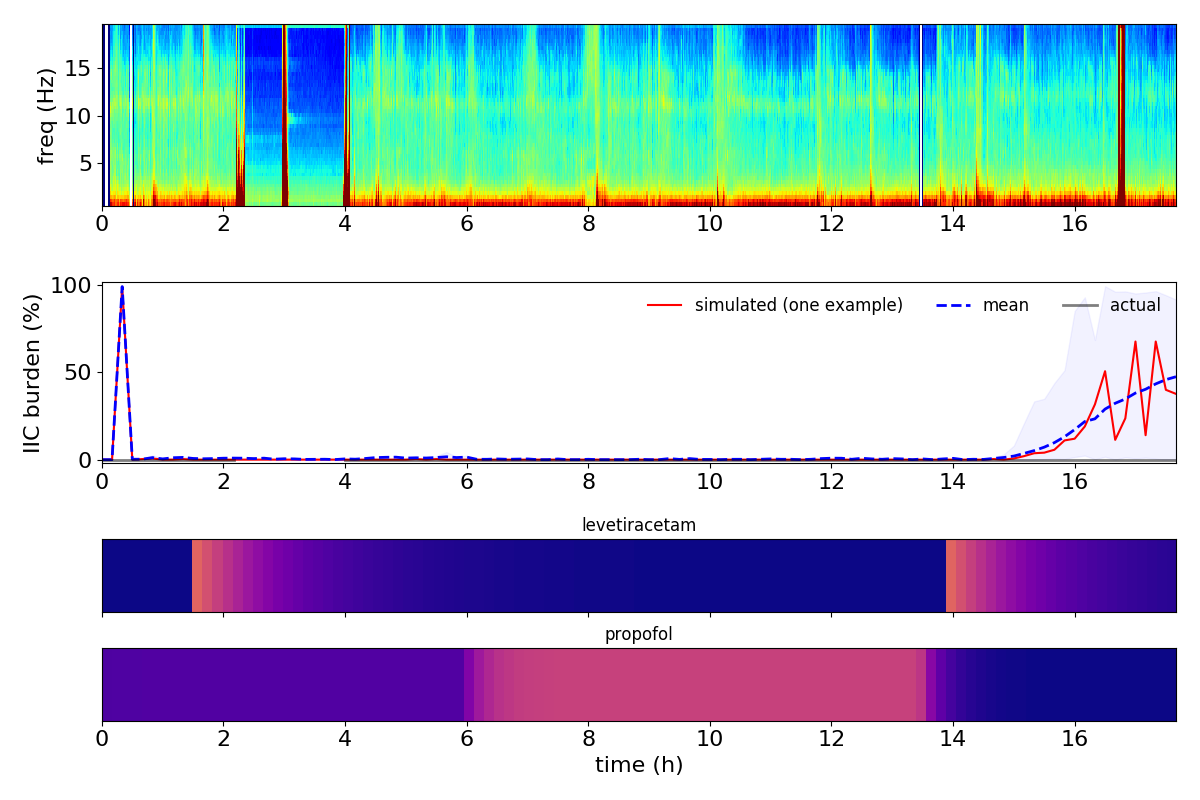 freq (Hz)
15
10
5
0 2 4 6 8 10 12 14 16
IIC burden (%)
100
50
0
simulated (one example) mean actual
0 2 4 6 8 10 12 14 16
levetiracetam
propofol
0 2 4 6 8 10 12 14 16
time (h)